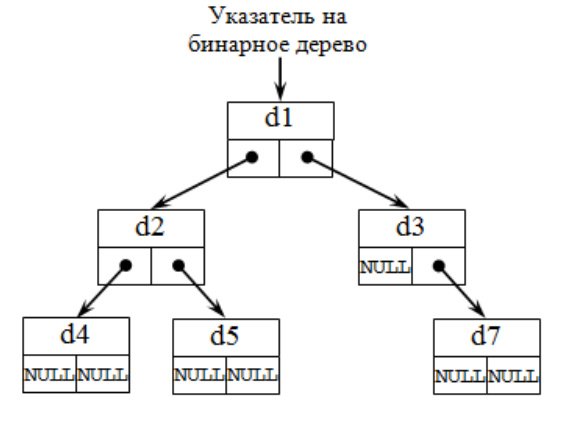 Указатель на
бинарное дерево
d1
d2
d3
NULL
d4
d5
d7
NULL NULL
NULL NULL
NULL NULL